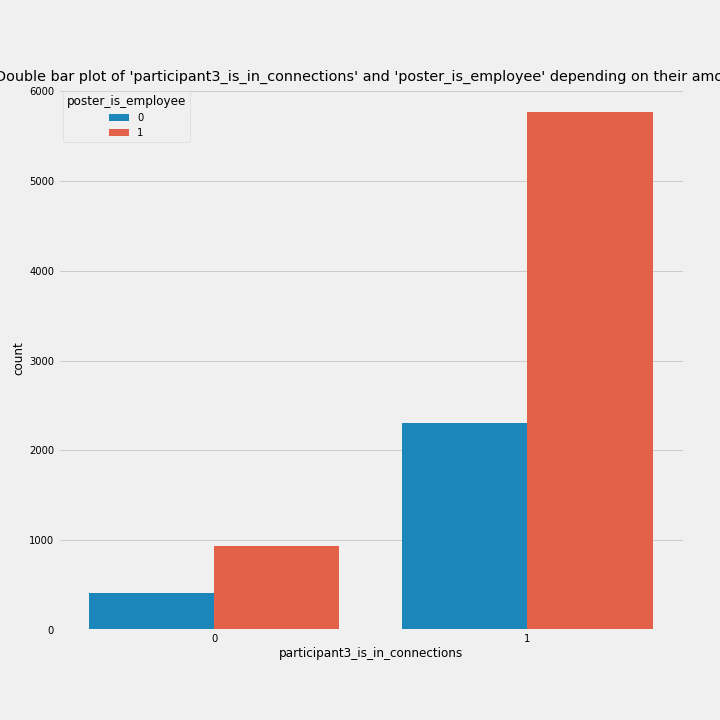 Double bar plot of 'participant3_is_in_connections' and 'poster_is_employee' depending on their amo
poster_is_employee
0
1
6000
5000
4000
3000
2000
1000
0
count
0 1
participant3_is_in_connections